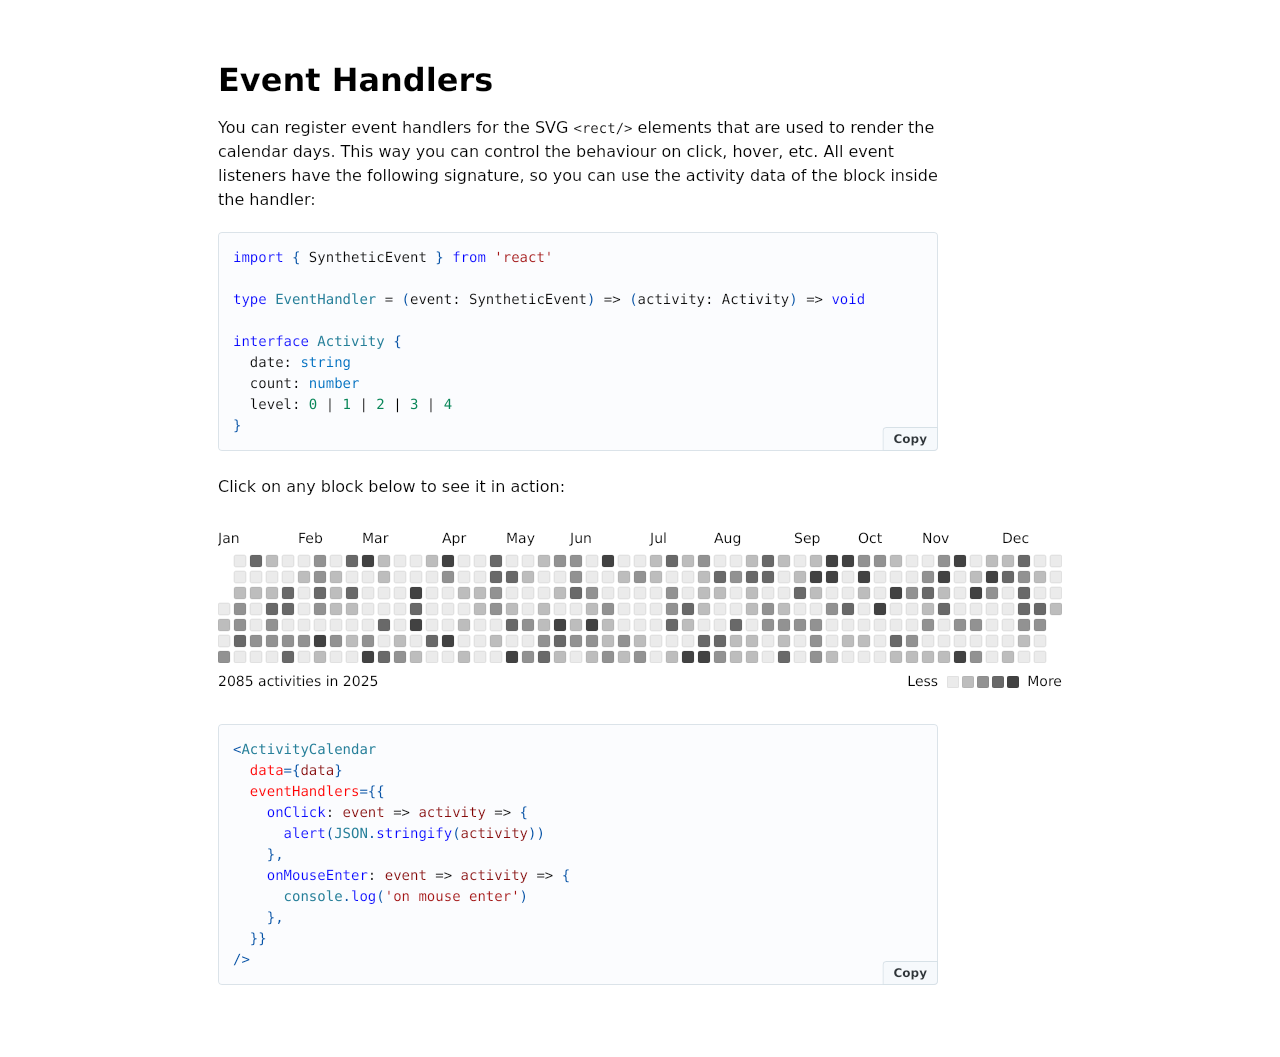 Event Handlers
You can register event handlers for the SVG <rect/> elements that are used to render the
calendar days. This way you can control the behaviour on click, hover, etc. All event
listeners have the following signature, so you can use the activity data of the block inside
the handler:
import { SyntheticEvent } from 'react'
type EventHandler = (event: SyntheticEvent) => (activity: Activity) => void
interface Activity {
  date: string
  count: number
  level: 0 | 1 | 2 | 3 | 4
}
Copy
Click on any block below to see it in action:
Jan Feb Mar Apr May Jun Jul Aug Sep Oct Nov Dec
2085 activities in 2025 Less More
<ActivityCalendar
  data={data}
  eventHandlers={{
    onClick: event => activity => {
      alert(JSON.stringify(activity))
    },
    onMouseEnter: event => activity => {
      console.log('on mouse enter')
    },
  }}
/>
Copy